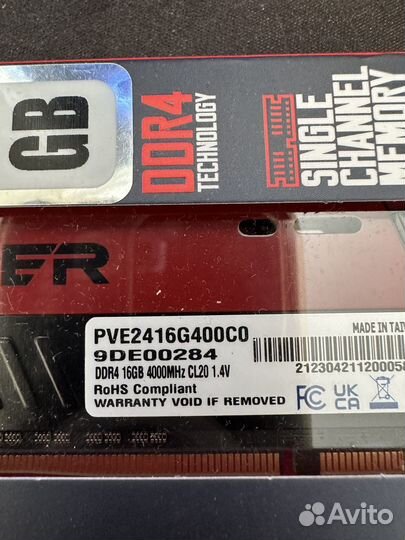 GB
DDR4
TECHNOLOGY
SINGLE
CHANNEL
MEMORY
ER
MADE IN TAI
PVE2416G400C0
9DE00284
DDR4 16GB 4000MHz CL20 1.4V
RoHS Compliant
WARRANTY VOID IF REMOVED
212304211200058
FC
UK
CA
Avito